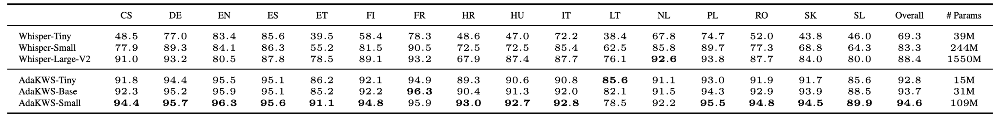 CS DE EN ES ET FI FR HR HU IT LT NL PL RO SK SL Overall # Params
Whisper-Tiny 48.5 77.0 83.4 85.6 39.5 58.4 78.3 48.6 47.0 72.2 38.4 67.8 74.7 52.0 43.8 46.0 69.3 39M
Whisper-Small 77.9 89.3 84.1 86.3 55.2 81.5 90.5 72.5 72.5 85.4 62.5 85.8 89.7 77.3 68.8 64.3 83.3 244M
Whisper-Large-V2 91.0 93.2 80.5 87.8 78.5 89.1 93.2 67.9 87.4 87.7 76.1 92.6 93.8 87.7 84.0 80.0 88.4 1550M
AdaKWS-Tiny 91.8 94.4 95.5 95.1 86.2 92.1 94.9 89.3 90.6 90.8 85.6 91.1 93.0 91.9 91.7 85.6 92.8 15M
AdaKWS-Base 92.3 95.2 95.9 95.1 85.2 92.2 96.3 90.4 91.3 92.0 82.1 91.5 94.3 92.9 93.9 88.5 93.7 31M
AdaKWS-Small 94.4 95.7 96.3 95.6 91.1 94.8 95.9 93.0 92.7 92.8 78.5 92.2 95.5 94.8 94.5 89.9 94.6 109M